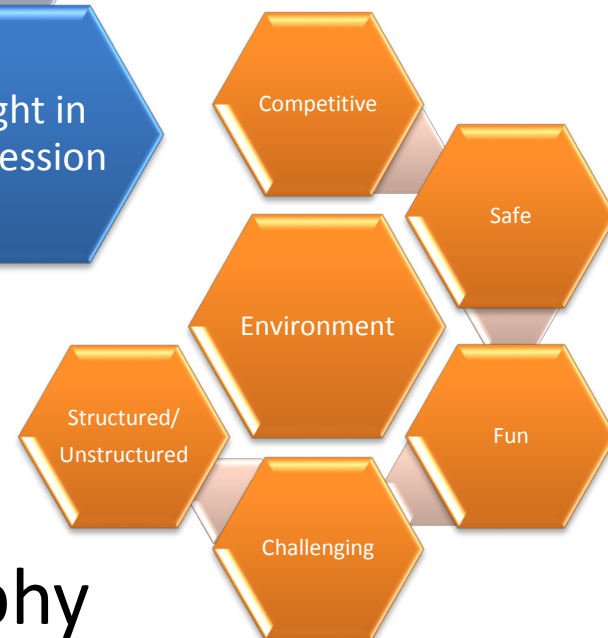 ght in
ession
Competitive
Safe
Environment
Fun
Structured/
Unstructured
Challenging
phy